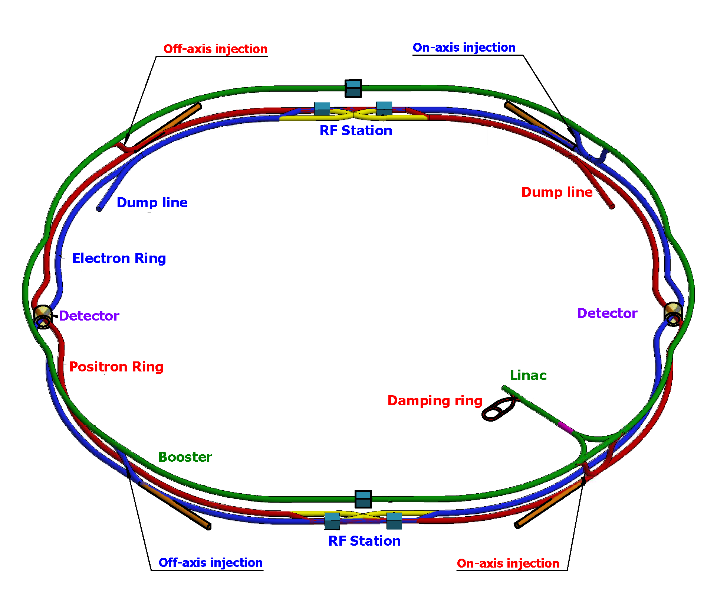 Off-axis injection
On-axis injection
RF Station
Dump line
Dump line
Electron Ring
Detector
Detector
Positron Ring
Linac
Damping ring
Booster
RF Station
Off-axis injection
On-axis injection